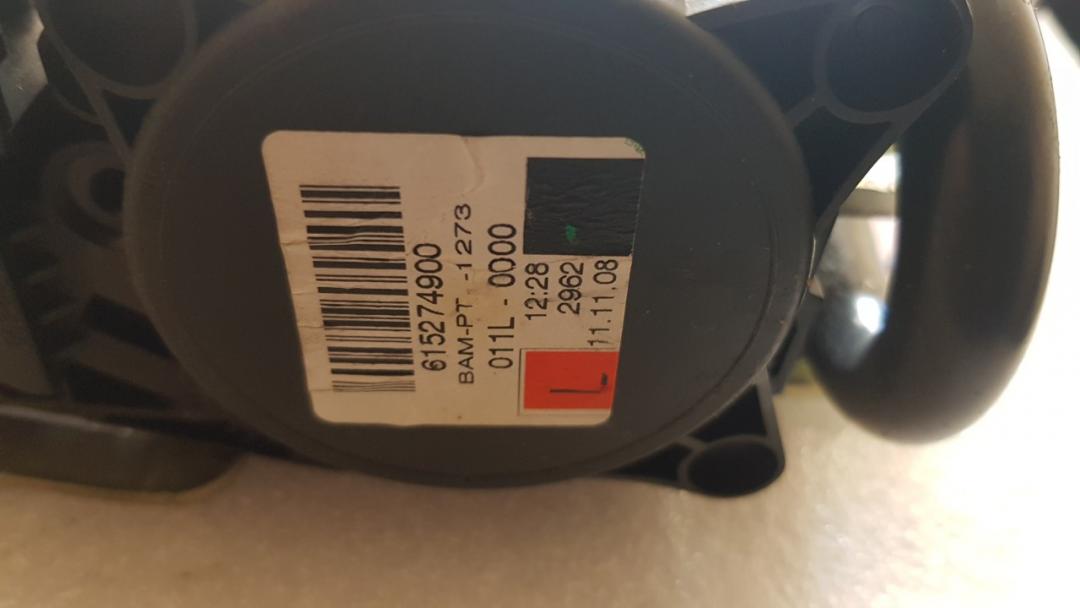 615274900
BAM-PT -1273
011L - 0000
12:28
2962
11.11.08
L